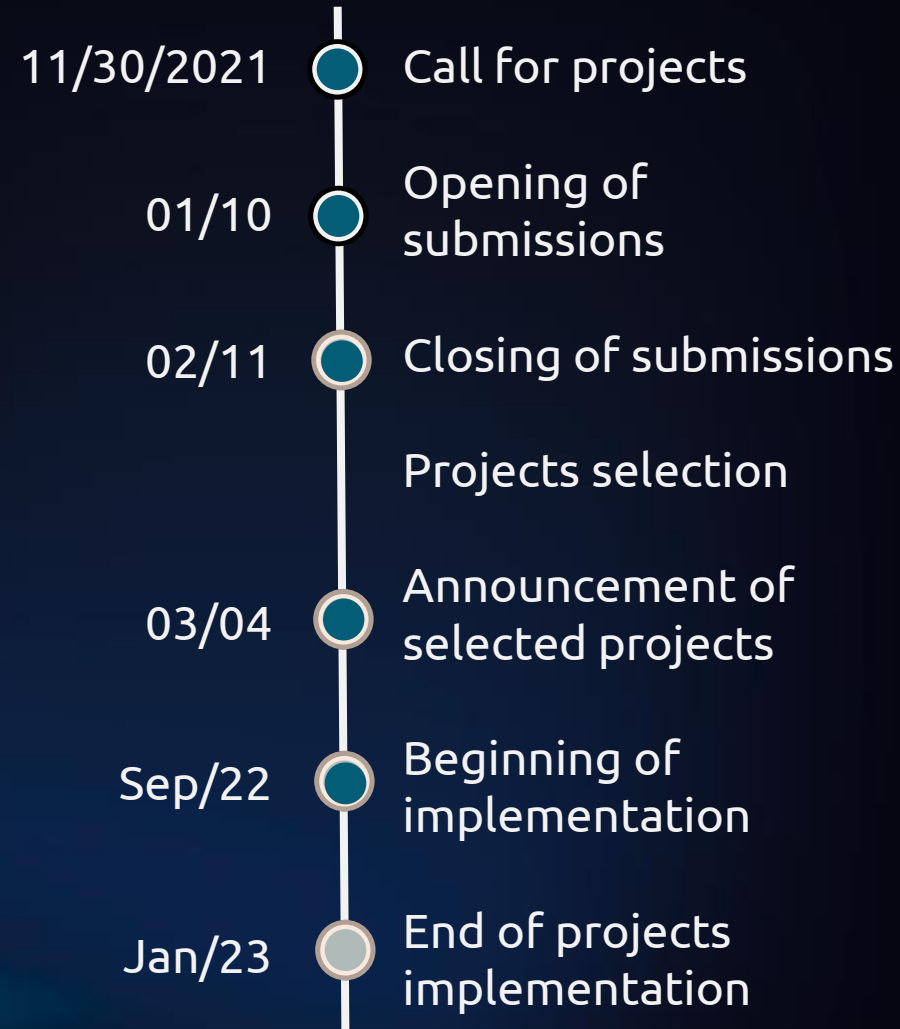 11/30/2021 Call for projects
01/10 Opening of
submissions
02/11 Closing of submissions
Projects selection
03/04 Announcement of
selected projects
Sep/22 Beginning of
implementation
Jan/23 End of projects
implementation